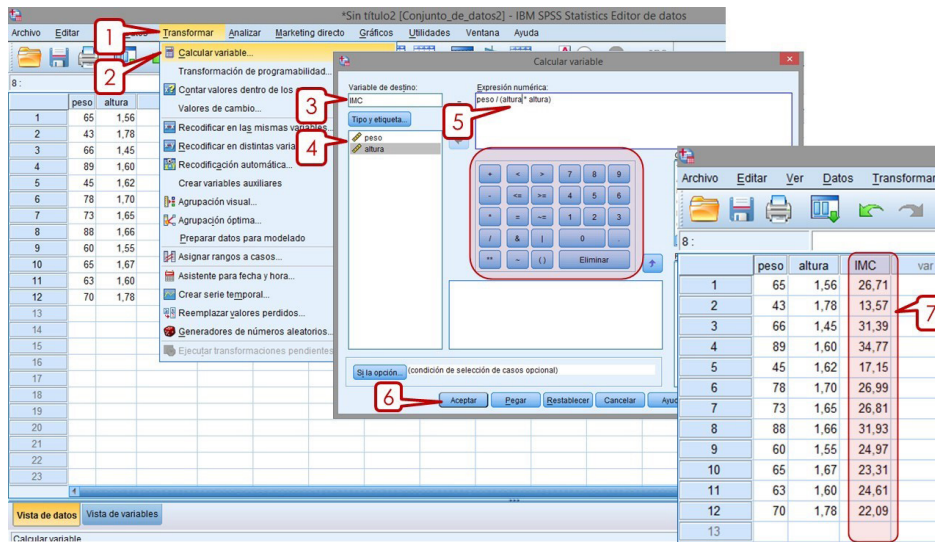 *Sin título2 [Conjunto_de_datos2] - IBM SPSS Statistics Editor de datos
Archivo Editar Transformar Analizar Marketing directo Gráficos Utilidades Ventana Ayuda
1
2
8 :
peso altura
1 65 1,56
2 43 1,78
3 66 1,45
4 89 1,60
5 45 1,62
6 78 1,70
7 73 1,65
8 88 1,66
9 60 1,55
10 65 1,67
11 63 1,60
12 70 1,78
13
14
15
16
17
18
19
20
21
22
23
Calcular variable...
Transformación de programabilidad...
Contar valores dentro de los
Valores de cambio...
Recodificar en las mismas variables...
Recodificar en distintas varia
Recodificación automática...
Crear variables auxiliares
Agrupación visual...
Agrupación óptima...
Preparar datos para modelado
Asignar rangos a casos...
Asistente para fecha y hora...
Crear serie temporal...
Reemplazar valores perdidos...
Generadores de números aleatorios...
Ejecutar transformaciones pendientes
Calcular variable
Variable de destino:
IMC
3
Tipo y etiqueta...
4
peso
altura
=
Expresión numérica:
peso / (altura * altura)
5
+ < > 7 8 9
- <= >= 4 5 6
* = ~= 1 2 3
/ & | 0 .
** ~ ( ) Eliminar
Si la opción... (condición de selección de casos opcional)
6
Aceptar Pegar Restablecer Cancelar Ayud
Archivo Editar Ver Datos Transformar
8 :
peso altura IMC var
1 65 1,56 26,71
2 43 1,78 13,57
3 66 1,45 31,39
4 89 1,60 34,77
5 45 1,62 17,15
6 78 1,70 26,99
7 73 1,65 26,81
8 88 1,66 31,93
9 60 1,55 24,97
10 65 1,67 23,31
11 63 1,60 24,61
12 70 1,78 22,09
13
7
Vista de datos Vista de variables
Calcular variable